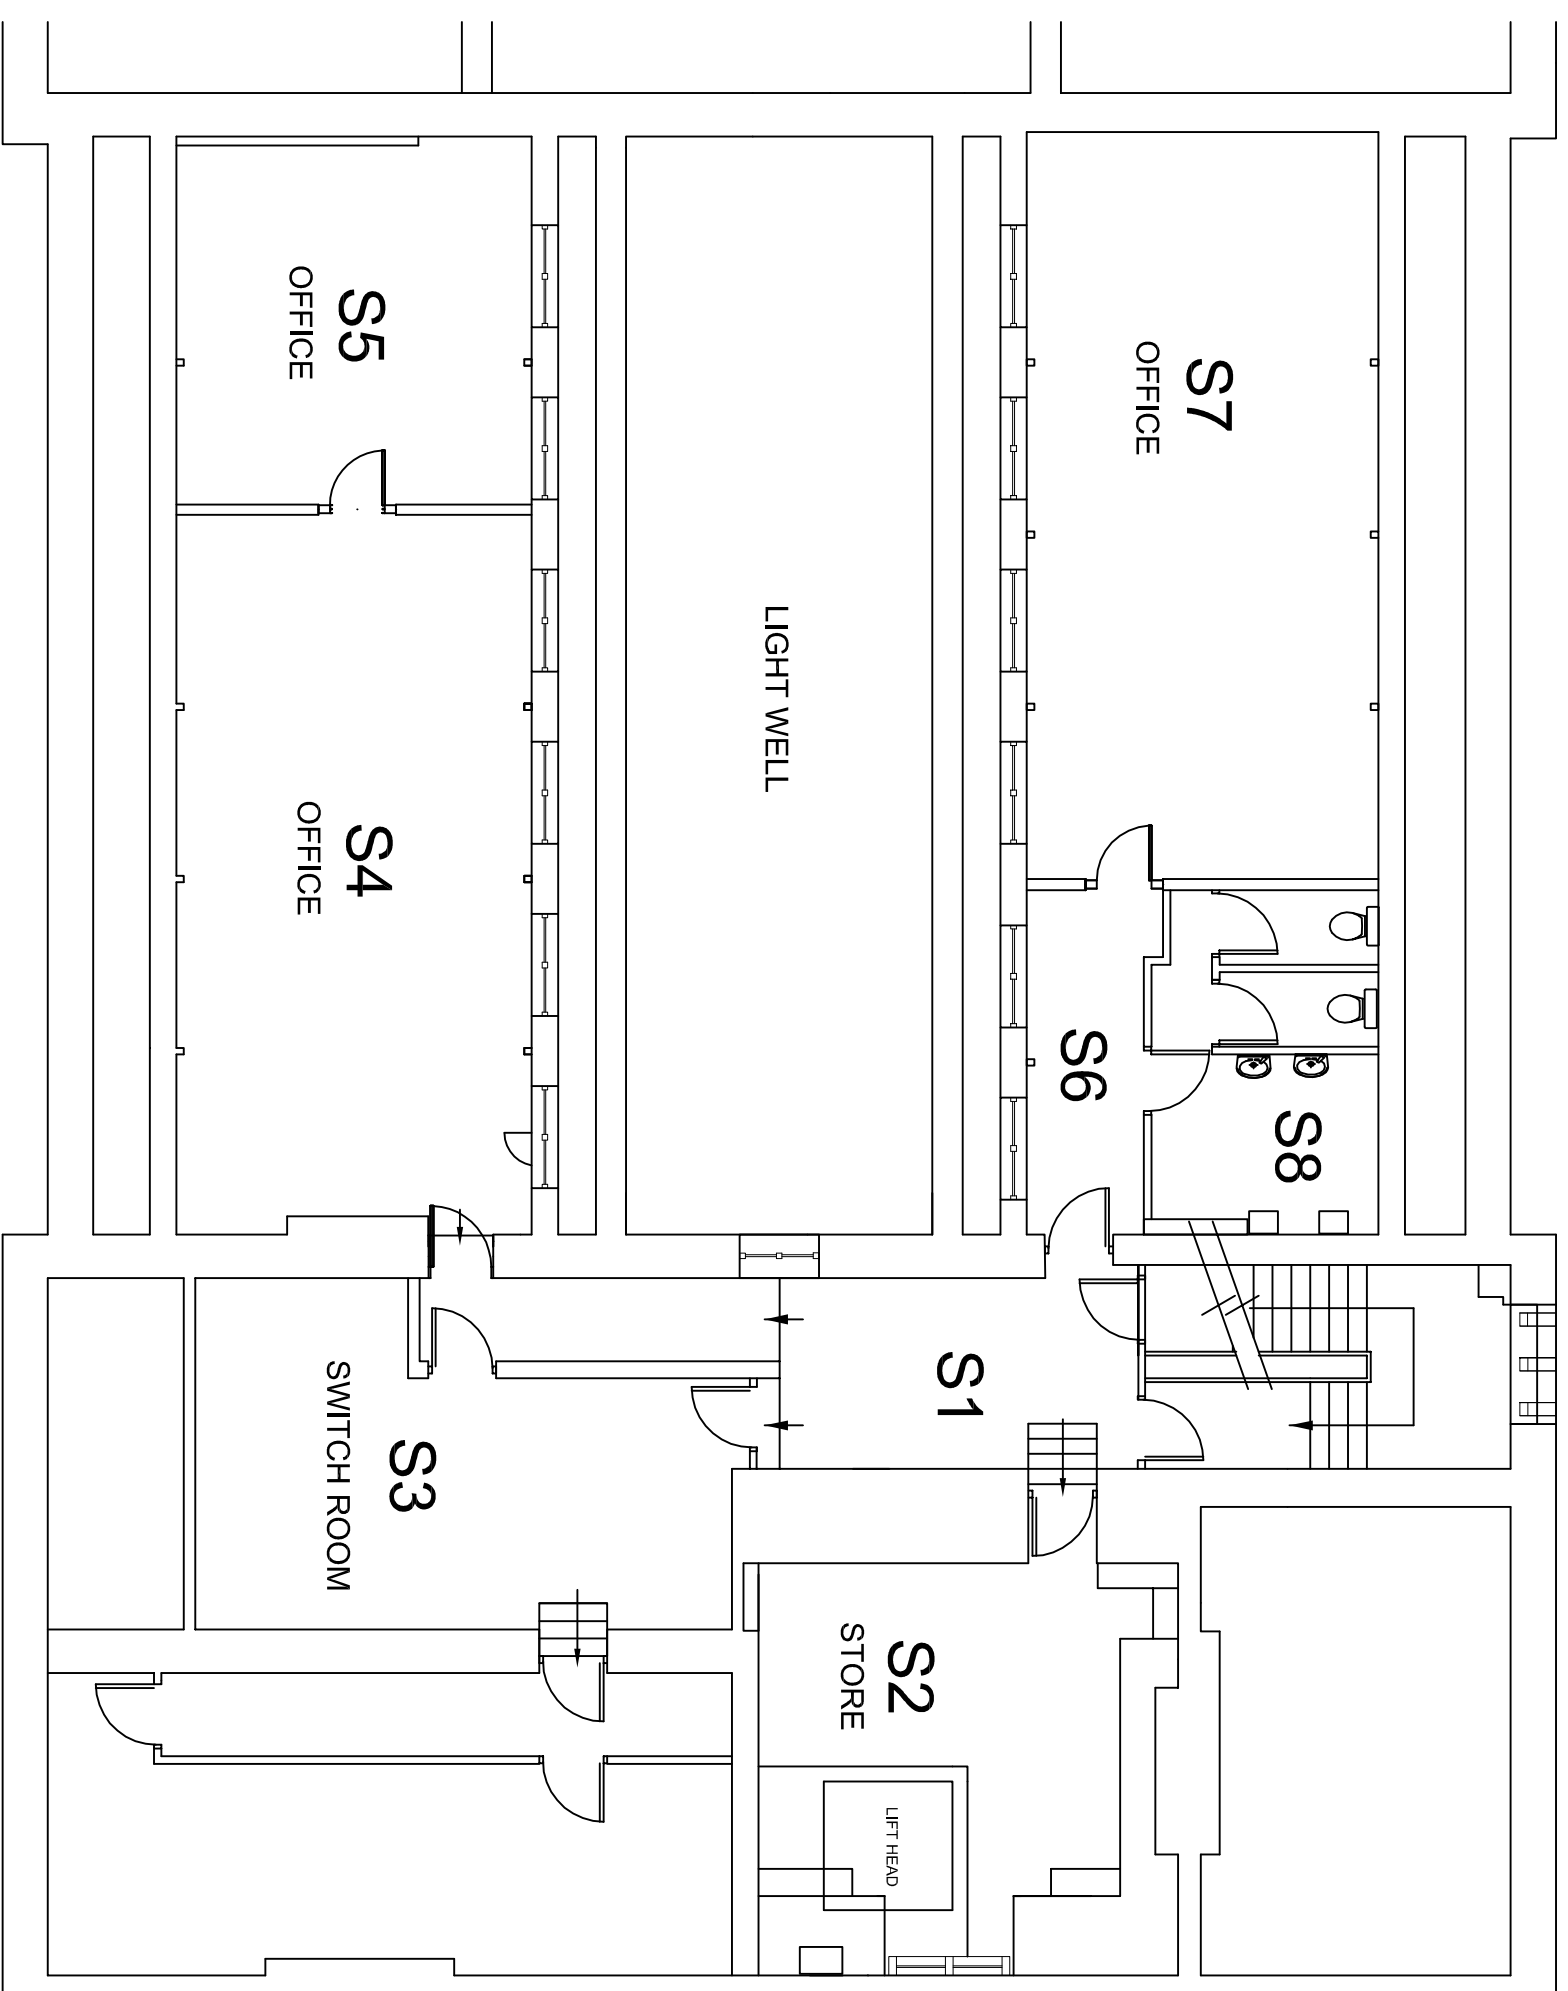 S7
OFFICE
S6
S8
LIGHT WELL
S5
OFFICE
S4
OFFICE
S1
S3
SWITCH ROOM
S2
STORE
LIFT HEAD